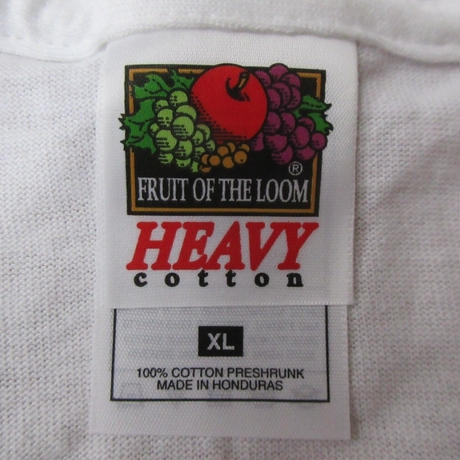 ®
FRUIT OF THE LOOM
HEAVY
cotton
XL
100% COTTON PRESHRUNK
MADE IN HONDURAS